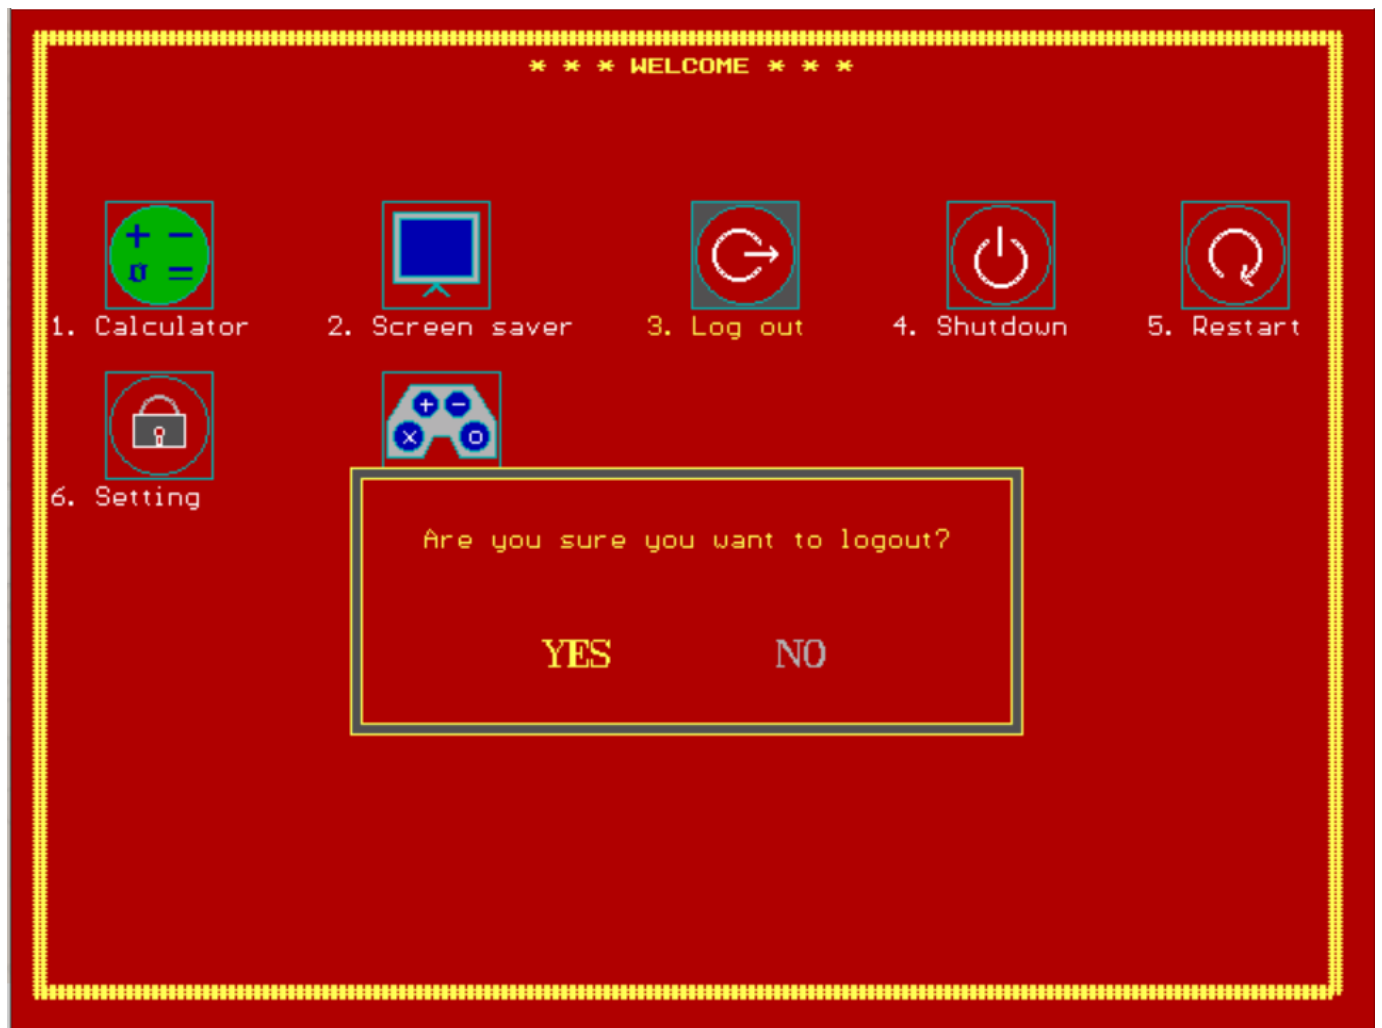 * * * WELCOME * * *
1. Calculator
2. Screen saver
3. Log out
4. Shutdown
5. Restart
6. Setting
Are you sure you want to logout?
YES NO